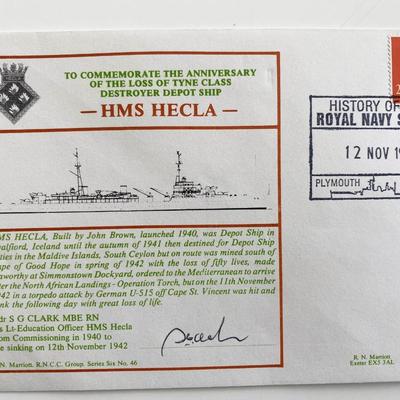 TO COMMEMORATE THE ANNIVERSARY
OF THE LOSS OF TYNE CLASS
DESTROYER DEPOT SHIP
— HMS HECLA —
HISTORY OF
ROYAL NAVY S
12 NOV 19
PLYMOUTH
MS HECLA, Built by John Brown, launched 1940, was Depot Ship in
valfiord, Iceland until the autumn of 1941 then destined for Depot Ship
ties in the Maldive Islands, South Ceylon but on route was mined south of
ape of Good Hope in spring of 1942 with the loss of fifty lives, made
aworthy at Simmonstown Dockyard, ordered to the Mediterranean to arrive
ter the North African Landings - Operation Torch, but on the 11th November
942 in a torpedo attack by German U-515 off Cape St. Vincent was hit and
nk the following day with great loss of life.
dr S G CLARK MBE RN
s Lt-Education Officer HMS Hecla
om Commissioning in 1940 to
e sinking on 12th November 1942
N. Marriott. R.N.C.C. Group. Series Six No. 46
R. N. Marriott
Exeter EX5 3AL